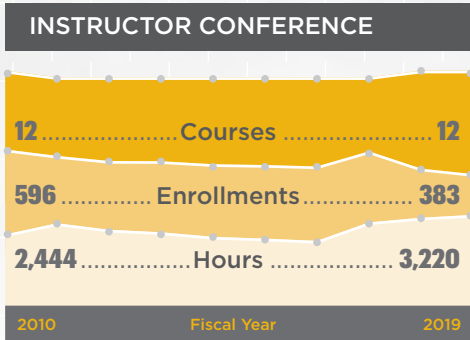 INSTRUCTOR CONFERENCE
12.....................Courses ..................12
596..............Enrollments............383
2,444..................Hours .....................3,220
2010 Fiscal Year 2019